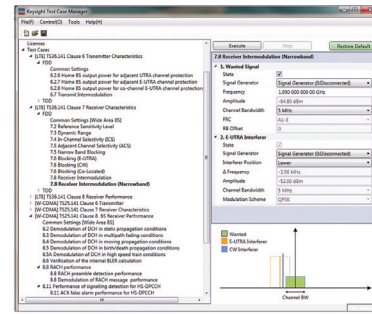 Keysight Test Case Manager
File(F) Control(O) Tools Help(H)
Licenses
Test Cases
[LTE] TS36.141 Clause 6 Transmitter Characteristics
FDD
Common Settings
6.2.6 Home BS output power for adjacent UTRA channel protection
6.2.7 Home BS output power for adjacent E-UTRA channel protection
6.2.8 Home BS output power for co-channel E-UTRA channel protection
6.7 Transmit Intermodulation
TDD
[LTE] TS36.141 Clause 7 Receiver Characteristics
FDD
Common Settings [Wide Area BS]
7.2 Reference Sensitivity Level
7.3 Dynamic Range
7.4 In-Channel Selectivity (ICS)
7.5 Adjacent Channel Selectivity (ACS)
7.5 Narrow Band Blocking
7.6 Blocking (E-UTRA)
7.6 Blocking (CW)
7.6 Blocking (Co-Located)
7.8 Receiver Intermodulation
7.8 Receiver Intermodulation (Narrowband)
TDD
[LTE] TS36.141 Clause 8 Receiver Performance
[W-CDMA] TS25.141 Clause 6 Transmitter
[W-CDMA] TS25.141 Clause 7 Receiver Characteristics
[W-CDMA] TS25.141 Clause 8 BS Receiver Performance
Common Settings [Wide Area BS]
8.2 Demodulation of DCH in static propagation conditions
8.3 Demodulation of DCH in multipath fading conditions
8.4 Demodulation of DCH in moving propagation conditions
8.5 Demodulation of DCH in birth/death propagation conditions
8.5A Demodulation of DCH in high speed train conditions
8.6 Verification of the internal BLER calculation
8.8 RACH performance
8.8 RACH preamble detection performance
8.8 Demodulation of RACH message performance
8.11 Performance of signalling detection for HS-DPCCH
8.11 ACK false alarm performance for HS-DPCCH
Execute Stop Restore Default
7.8 Receiver Intermodulation (Narrowband)
1. Wanted Signal
State
Signal Generator Signal Generator (0:Disconnected)
Frequency 1.950 000 000 00 GHz
Amplitude -94.80 dBm
Channel Bandwidth 5 MHz
FRC A1-3
RB Offset 0
2. E-UTRA Interferer
State
Signal Generator Signal Generator (0:Disconnected)
Interferer Position Lower
Δ Frequency
Amplitude -52.00 dBm
Channel Bandwidth 5 MHz
Modulation Scheme QPSK
Wanted
E-UTRA Interferer
CW Interferer
Channel BW